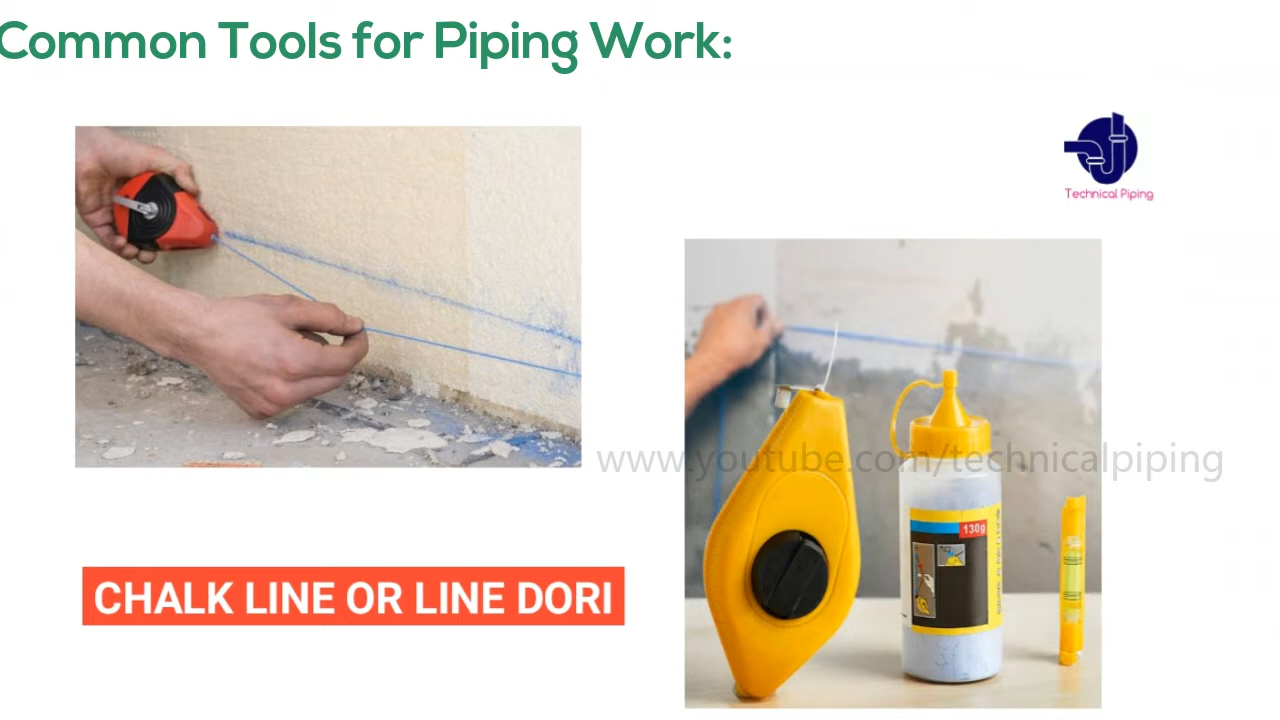 Common Tools for Piping Work:
Technical Piping
www.youtube.com/technicalpiping
130g
CHALK LINE OR LINE DORI